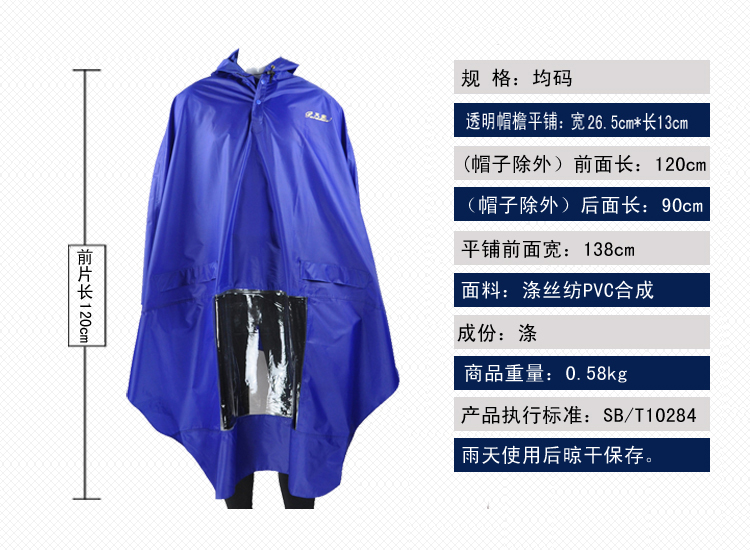 前片长120cm
规 格：均码
透明帽檐平铺：宽26.5cm*长13cm
(帽子除外）前面长：120cm
（帽子除外）后面长：90cm
平铺前面宽：138cm
面料：涤丝纺PVC合成
成份：涤
商品重量：0.58kg
产品执行标准：SB/T10284
雨天使用后晾干保存。